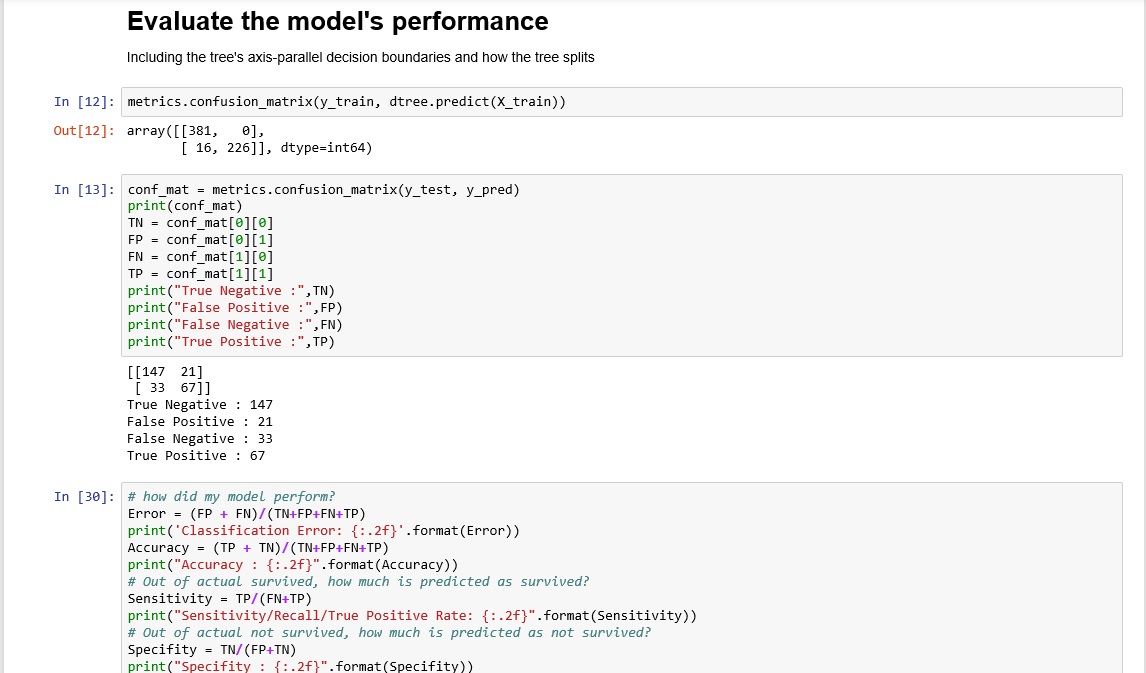 Evaluate the model's performance
Including the tree's axis-parallel decision boundaries and how the tree splits
In [12]: metrics.confusion_matrix(y_train, dtree.predict(X_train))
Out[12]: array([[381,   0],
       [ 16, 226]], dtype=int64)
In [13]: conf_mat = metrics.confusion_matrix(y_test, y_pred)
print(conf_mat)
TN = conf_mat[0][0]
FP = conf_mat[0][1]
FN = conf_mat[1][0]
TP = conf_mat[1][1]
print("True Negative :",TN)
print("False Positive :",FP)
print("False Negative :",FN)
print("True Positive :",TP)
[[147  21]
 [ 33  67]]
True Negative : 147
False Positive : 21
False Negative : 33
True Positive : 67
In [30]: # how did my model perform?
Error = (FP + FN)/(TN+FP+FN+TP)
print('Classification Error: {:.2f}'.format(Error))
Accuracy = (TP + TN)/(TN+FP+FN+TP)
print("Accuracy : {:.2f}".format(Accuracy))
# Out of actual survived, how much is predicted as survived?
Sensitivity = TP/(FN+TP)
print("Sensitivity/Recall/True Positive Rate: {:.2f}".format(Sensitivity))
# Out of actual not survived, how much is predicted as not survived?
Specifity = TN/(FP+TN)
print("Specifity : {:.2f}".format(Specifity))